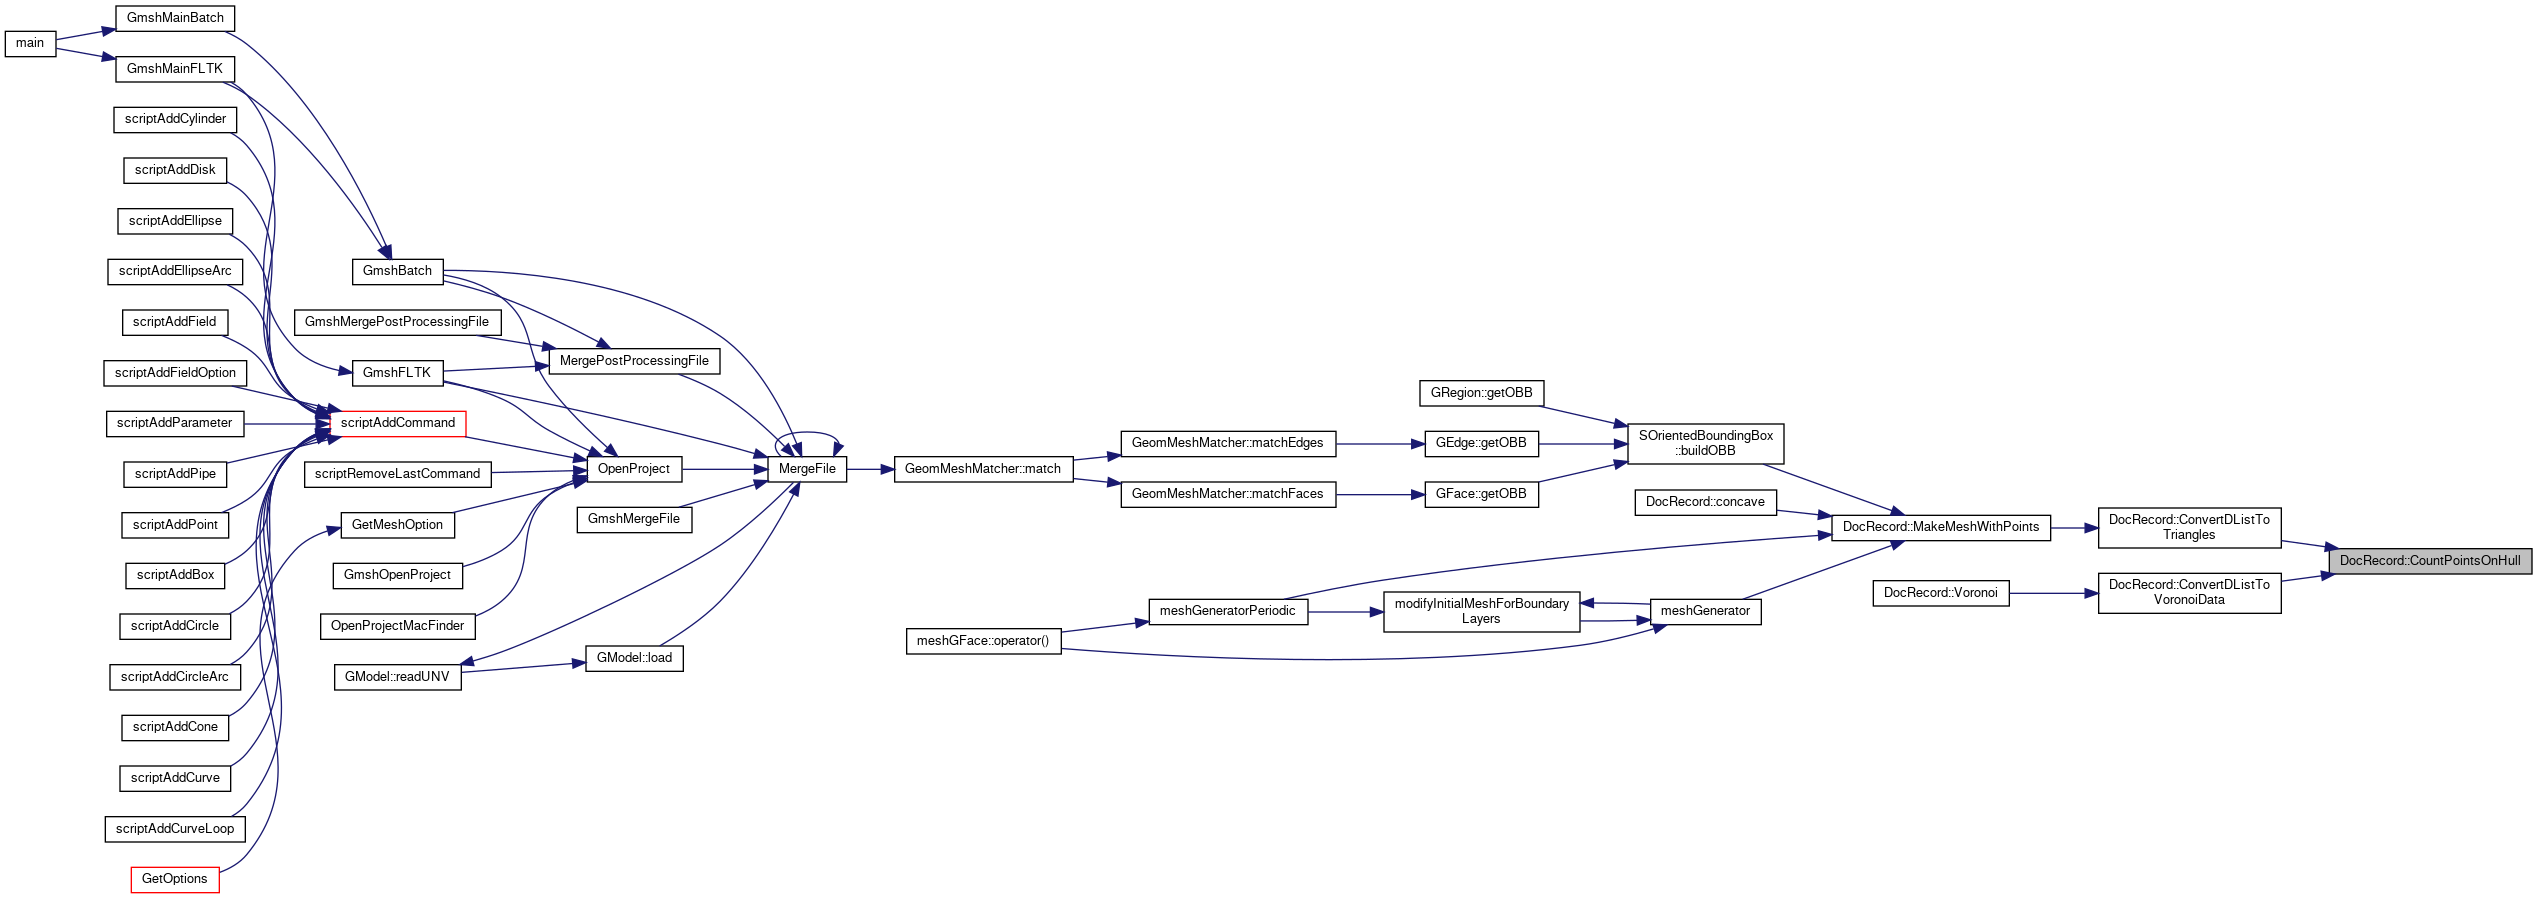 main
GmshMainBatch
GmshMainFLTK
scriptAddCylinder
scriptAddDisk
scriptAddEllipse
scriptAddEllipseArc
scriptAddField
scriptAddFieldOption
scriptAddParameter
scriptAddPipe
scriptAddPoint
scriptAddBox
scriptAddCircle
scriptAddCircleArc
scriptAddCone
scriptAddCurve
scriptAddCurveLoop
GetOptions
GmshBatch
GmshMergePostProcessingFile
GmshFLTK
scriptAddCommand
scriptRemoveLastCommand
GetMeshOption
GmshOpenProject
OpenProjectMacFinder
GModel::readUNV
MergePostProcessingFile
OpenProject
GmshMergeFile
GModel::load
MergeFile
GeomMeshMatcher::match
meshGFace::operator()
GeomMeshMatcher::matchEdges
GeomMeshMatcher::matchFaces
meshGeneratorPeriodic
GRegion::getOBB
GEdge::getOBB
GFace::getOBB
modifyInitialMeshForBoundary
Layers
SOrientedBoundingBox
::buildOBB
DocRecord::concave
meshGenerator
DocRecord::MakeMeshWithPoints
DocRecord::Voronoi
DocRecord::ConvertDListTo
Triangles
DocRecord::ConvertDListTo
VoronoiData
DocRecord::CountPointsOnHull